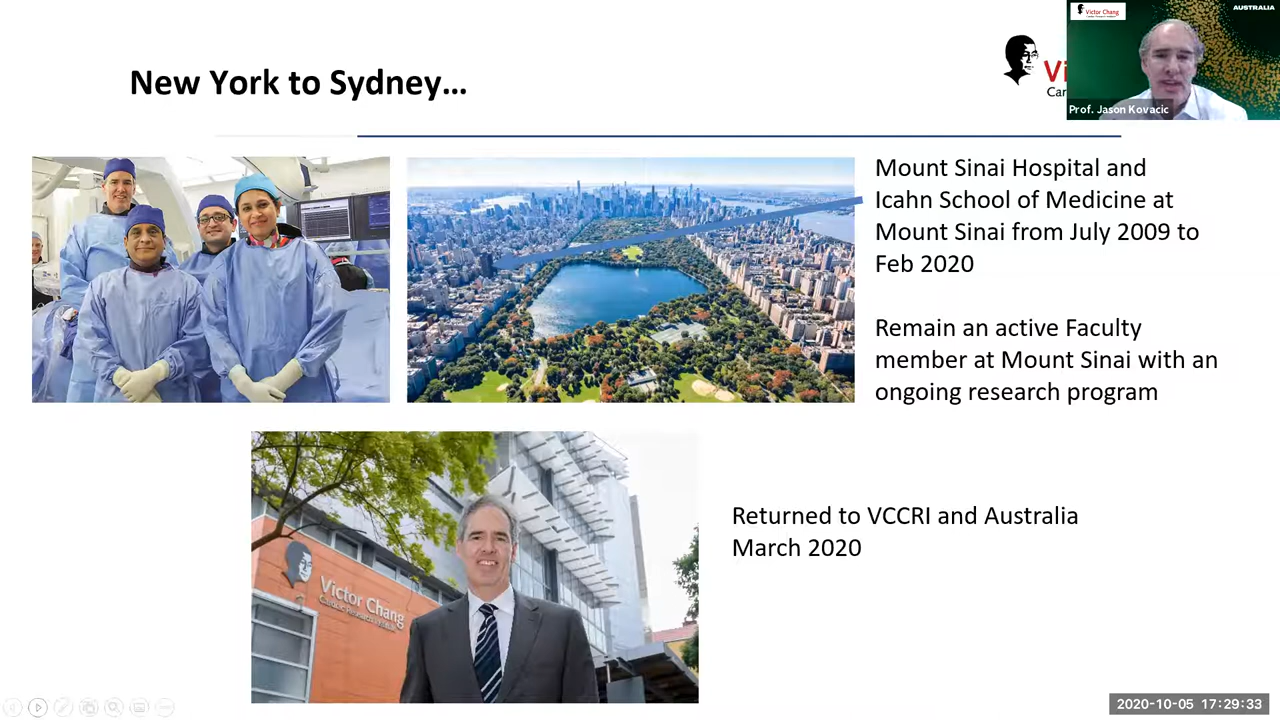 Victor Chang
AUSTRALIA
New York to Sydney…
Vi
Car
Prof. Jason Kovacic
Mount Sinai Hospital and
Icahn School of Medicine at
Mount Sinai from July 2009 to
Feb 2020
Remain an active Faculty
member at Mount Sinai with an
ongoing research program
Victor Chang
Returned to VCCRI and Australia
March 2020
2020-10-05 17:29:33